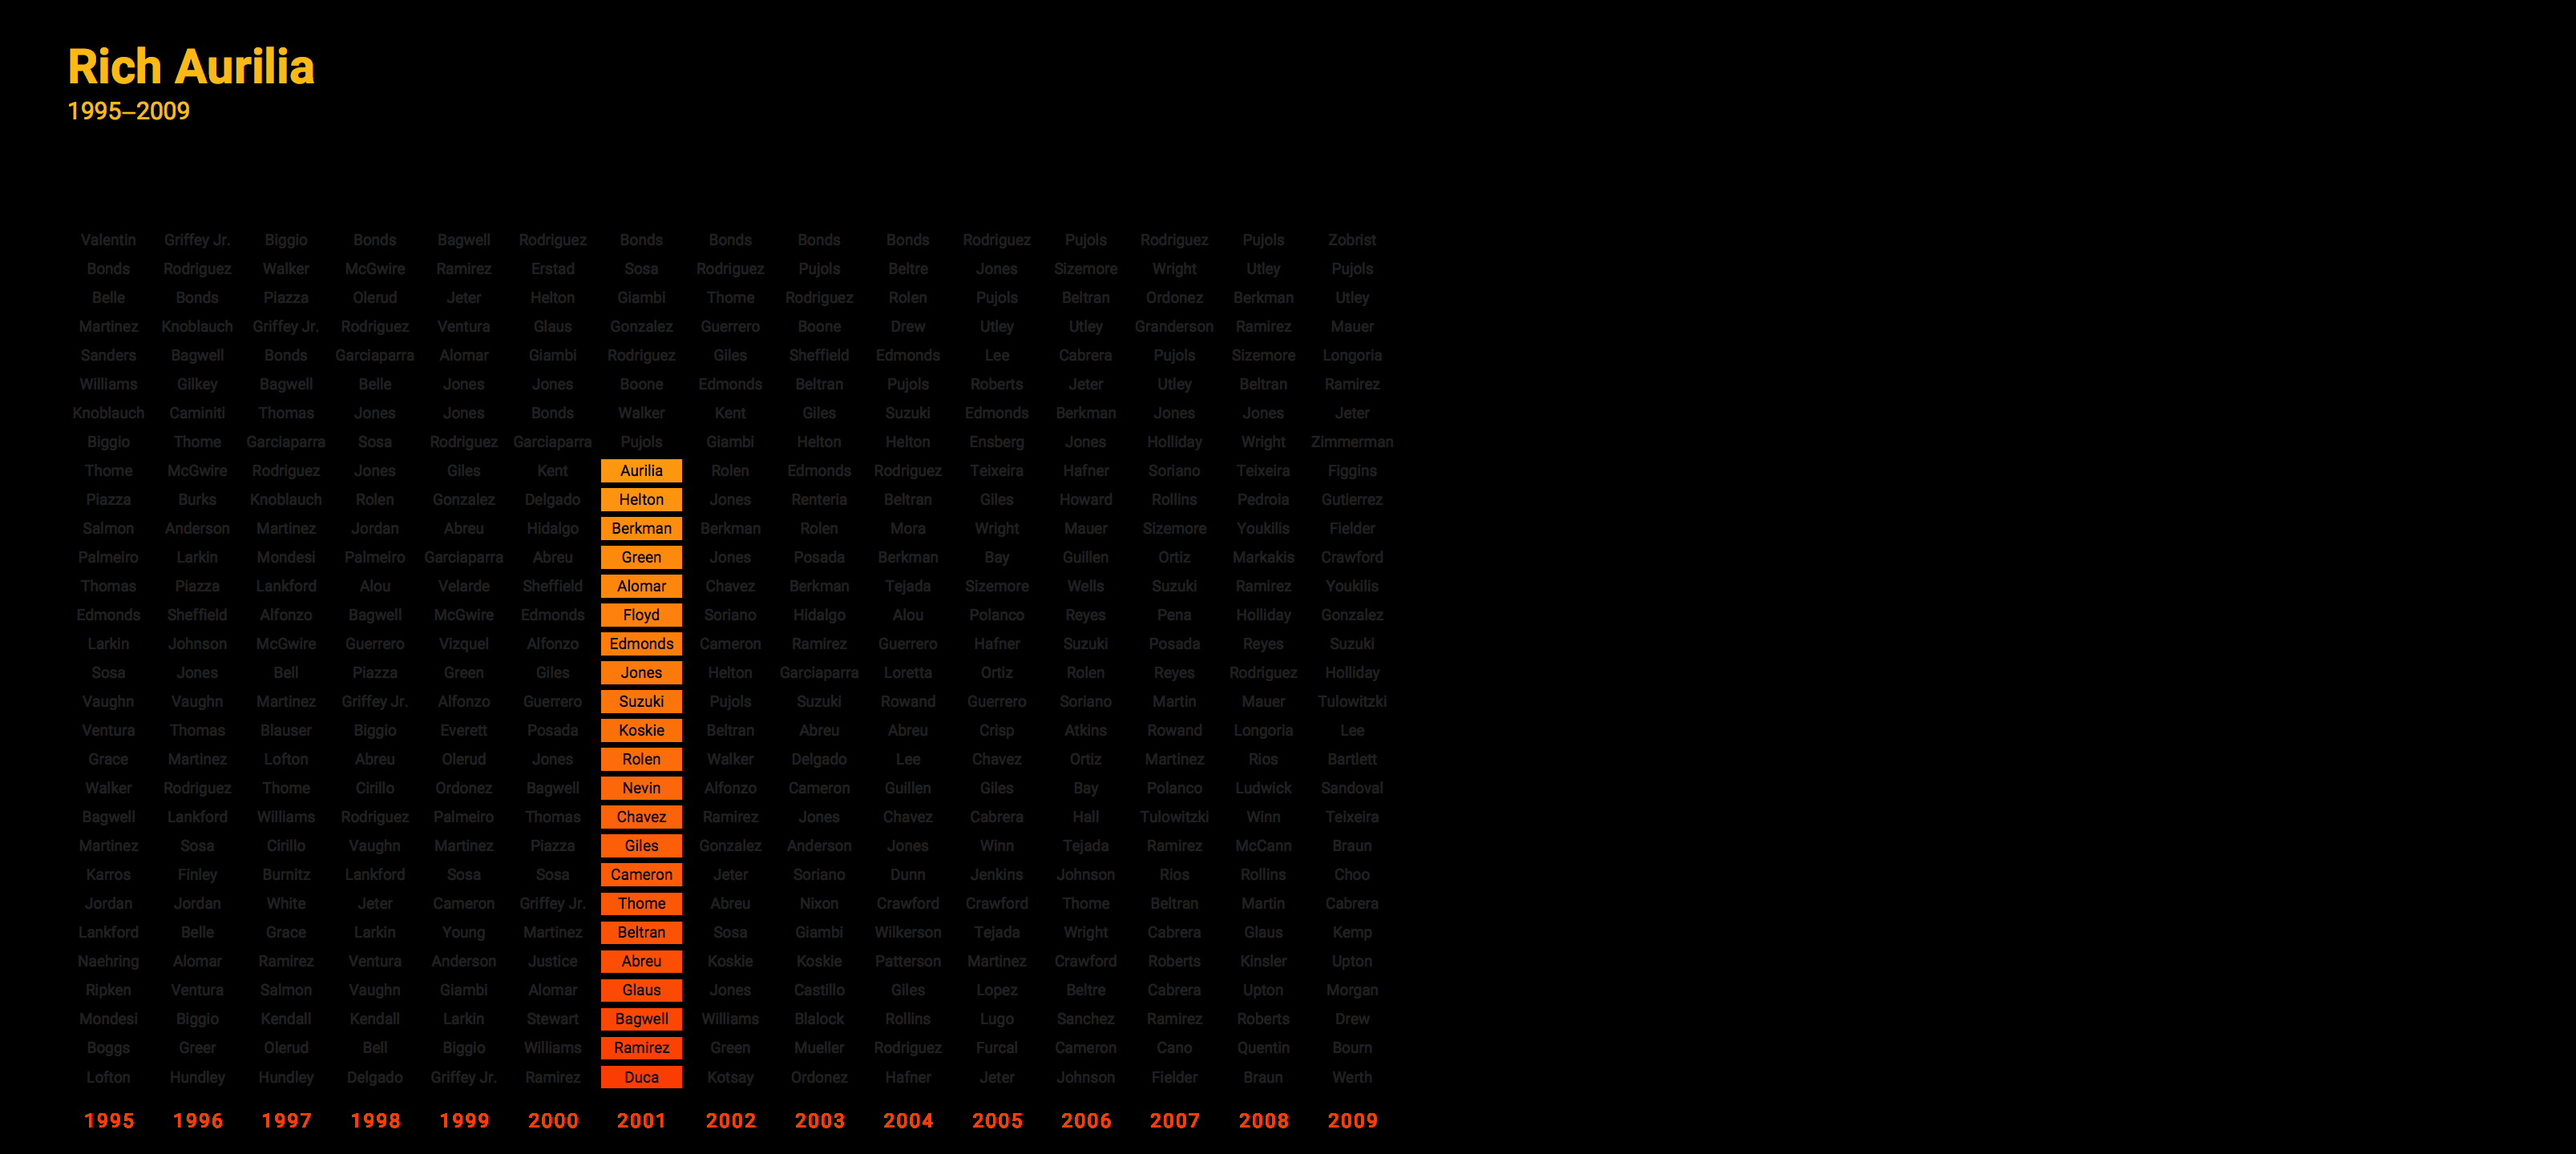 Rich Aurilia
1995–2009
Valentin Griffey Jr. Biggio Bonds Bagwell Rodriguez Bonds Bonds Bonds Bonds Rodriguez Pujols Rodriguez Pujols Zobrist
Bonds Rodriguez Walker McGwire Ramirez Erstad Sosa Rodriguez Pujols Beltre Jones Sizemore Wright Utley Pujols
Belle Bonds Piazza Olerud Jeter Helton Giambi Thome Rodriguez Rolen Pujols Beltran Ordonez Berkman Utley
Martinez Knoblauch Griffey Jr. Rodriguez Ventura Glaus Gonzalez Guerrero Boone Drew Utley Utley Granderson Ramirez Mauer
Sanders Bagwell Bonds Garciaparra Alomar Giambi Rodriguez Giles Sheffield Edmonds Lee Cabrera Pujols Sizemore Longoria
Williams Gilkey Bagwell Belle Jones Jones Boone Edmonds Beltran Pujols Roberts Jeter Utley Beltran Ramirez
Knoblauch Caminiti Thomas Jones Jones Bonds Walker Kent Giles Suzuki Edmonds Berkman Jones Jones Jeter
Biggio Thome Garciaparra Sosa Rodriguez Garciaparra Pujols Giambi Helton Helton Ensberg Jones Holliday Wright Zimmerman
Thome McGwire Rodriguez Jones Giles Kent Aurilia Rolen Edmonds Rodriguez Teixeira Hafner Soriano Teixeira Figgins
Piazza Burks Knoblauch Rolen Gonzalez Delgado Helton Jones Renteria Beltran Giles Howard Rollins Pedroia Gutierrez
Salmon Anderson Martinez Jordan Abreu Hidalgo Berkman Berkman Rolen Mora Wright Mauer Sizemore Youkilis Fielder
Palmeiro Larkin Mondesi Palmeiro Garciaparra Abreu Green Jones Posada Berkman Bay Guillen Ortiz Markakis Crawford
Thomas Piazza Lankford Alou Velarde Sheffield Alomar Chavez Berkman Tejada Sizemore Wells Suzuki Ramirez Youkilis
Edmonds Sheffield Alfonzo Bagwell McGwire Edmonds Floyd Soriano Hidalgo Alou Polanco Reyes Pena Holliday Gonzalez
Larkin Johnson McGwire Guerrero Vizquel Alfonzo Edmonds Cameron Ramirez Guerrero Hafner Suzuki Posada Reyes Suzuki
Sosa Jones Bell Piazza Green Giles Jones Helton Garciaparra Loretta Ortiz Rolen Reyes Rodriguez Holliday
Vaughn Vaughn Martinez Griffey Jr. Alfonzo Guerrero Suzuki Pujols Suzuki Rowand Guerrero Soriano Martin Mauer Tulowitzki
Ventura Thomas Blauser Biggio Everett Posada Koskie Beltran Abreu Abreu Crisp Atkins Rowand Longoria Lee
Grace Martinez Lofton Abreu Olerud Jones Rolen Walker Delgado Lee Chavez Ortiz Martinez Rios Bartlett
Walker Rodriguez Thome Cirillo Ordonez Bagwell Nevin Alfonzo Cameron Guillen Giles Bay Polanco Ludwick Sandoval
Bagwell Lankford Williams Rodriguez Palmeiro Thomas Chavez Ramirez Jones Chavez Cabrera Hall Tulowitzki Winn Teixeira
Martinez Sosa Cirillo Vaughn Martinez Piazza Giles Gonzalez Anderson Jones Winn Tejada Ramirez McCann Braun
Karros Finley Burnitz Lankford Sosa Sosa Cameron Jeter Soriano Dunn Jenkins Johnson Rios Rollins Choo
Jordan Jordan White Jeter Cameron Griffey Jr. Thome Abreu Nixon Crawford Crawford Thome Beltran Martin Cabrera
Lankford Belle Grace Larkin Young Martinez Beltran Sosa Giambi Wilkerson Tejada Wright Cabrera Glaus Kemp
Naehring Alomar Ramirez Ventura Anderson Justice Abreu Koskie Koskie Patterson Martinez Crawford Roberts Kinsler Upton
Ripken Ventura Salmon Vaughn Giambi Alomar Glaus Jones Castillo Giles Lopez Beltre Cabrera Upton Morgan
Mondesi Biggio Kendall Kendall Larkin Stewart Bagwell Williams Blalock Rollins Lugo Sanchez Ramirez Roberts Drew
Boggs Greer Olerud Bell Biggio Williams Ramirez Green Mueller Rodriguez Furcal Cameron Cano Quentin Bourn
Lofton Hundley Hundley Delgado Griffey Jr. Ramirez Duca Kotsay Ordonez Hafner Jeter Johnson Fielder Braun Werth
1995 1996 1997 1998 1999 2000 2001 2002 2003 2004 2005 2006 2007 2008 2009